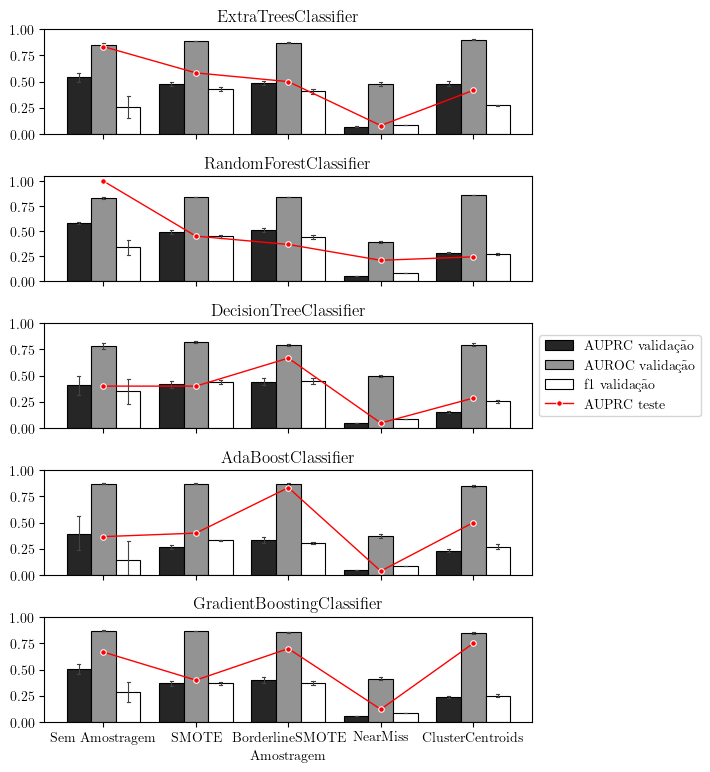 ExtraTreesClassifier
1.00
0.75
0.50
0.25
0.00
RandomForestClassifier
1.00
0.75
0.50
0.25
0.00
DecisionTreeClassifier
1.00
0.75
0.50
0.25
0.00
AUPRC validação
AUROC validação
f1 validação
AUPRC teste
AdaBoostClassifier
1.00
0.75
0.50
0.25
0.00
GradientBoostingClassifier
1.00
0.75
0.50
0.25
0.00
Sem Amostragem SMOTE BorderlineSMOTE NearMiss ClusterCentroids
Amostragem